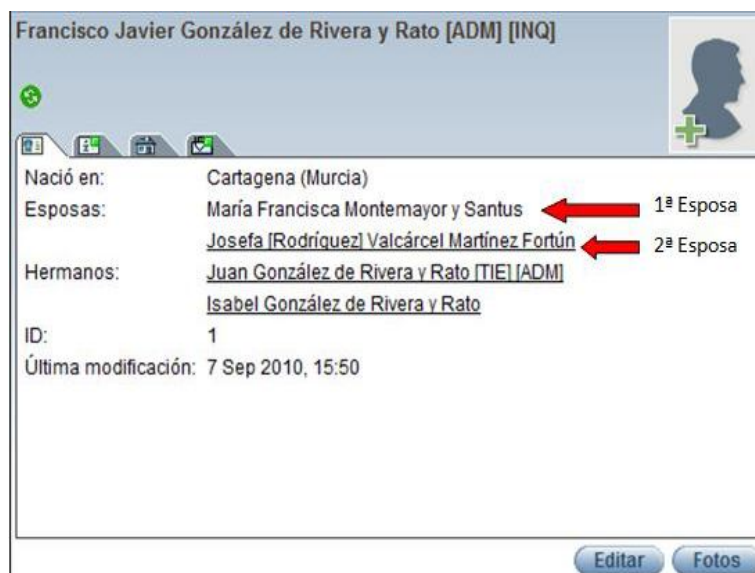 Francisco Javier González de Rivera y Rato [ADM] [INQ]
Nació en: Cartagena (Murcia)
Esposas: María Francisca Montemayor y Santus 1ª Esposa
Josefa [Rodríguez] Valcárcel Martínez Fortún 2ª Esposa
Hermanos: Juan González de Rivera y Rato [TIE] [ADM]
Isabel González de Rivera y Rato
ID: 1
Última modificación: 7 Sep 2010, 15:50
Editar Fotos